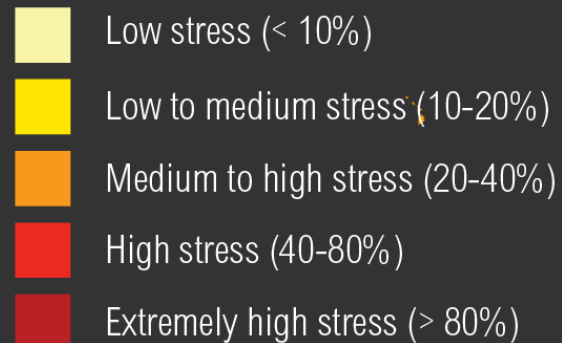 Low stress (< 10%)
Low to medium stress (10-20%)
Medium to high stress (20-40%)
High stress (40-80%)
Extremely high stress (> 80%)